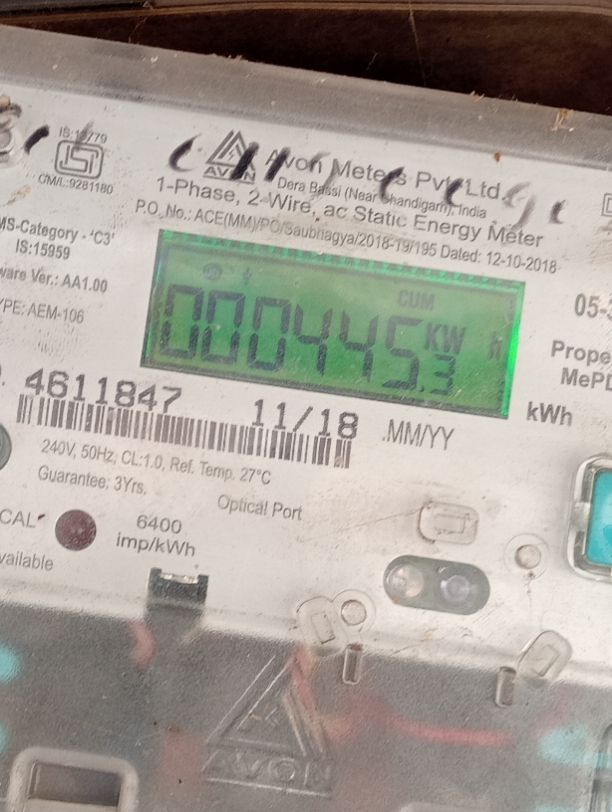 IS:13779
CM/L:9281180
AVON
Avon Meters Pvt. Ltd.
Dera Bassi (Near Chandigarh), India
1-Phase, 2-Wire, ac Static Energy Meter
P.O. No.: ACE(MM)/PO/Saubhagya/2018-19/195 Dated: 12-10-2018
MS-Category - 'C3'
IS:15959
ware Ver.: AA1.00
YPE: AEM-106
CUM
000445.3 KW h
05-
Prope
MePD
kWh
4611847 11/18 .MM/YY
240V, 50Hz, CL:1.0, Ref. Temp. 27°C
Guarantee: 3Yrs.
Optical Port
CAL
6400
imp/kWh
vailable
AVON